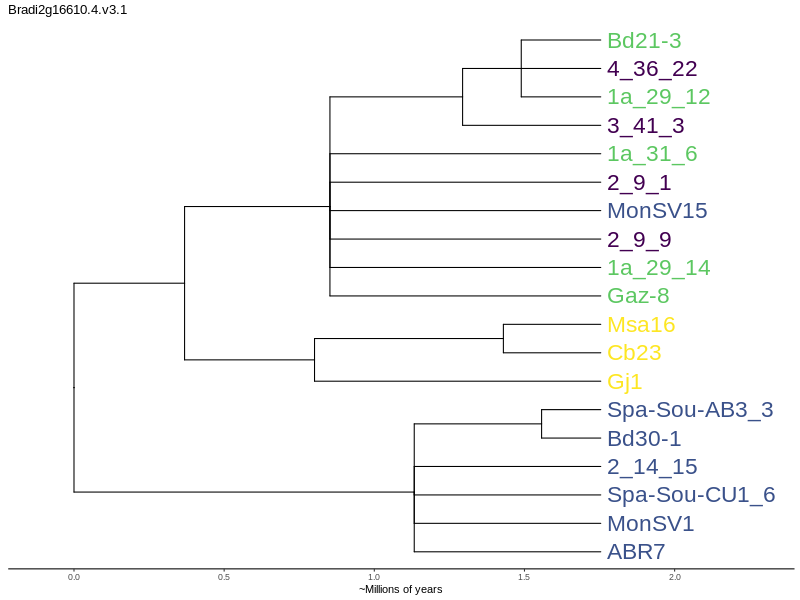 Bradi2g16610.4.v3.1
Bd21-3
4_36_22
1a_29_12
3_41_3
1a_31_6
2_9_1
MonSV15
2_9_9
1a_29_14
Gaz-8
Msa16
Cb23
Gj1
Spa-Sou-AB3_3
Bd30-1
2_14_15
Spa-Sou-CU1_6
MonSV1
ABR7
0.0 0.5 1.0 1.5 2.0
~Millions of years